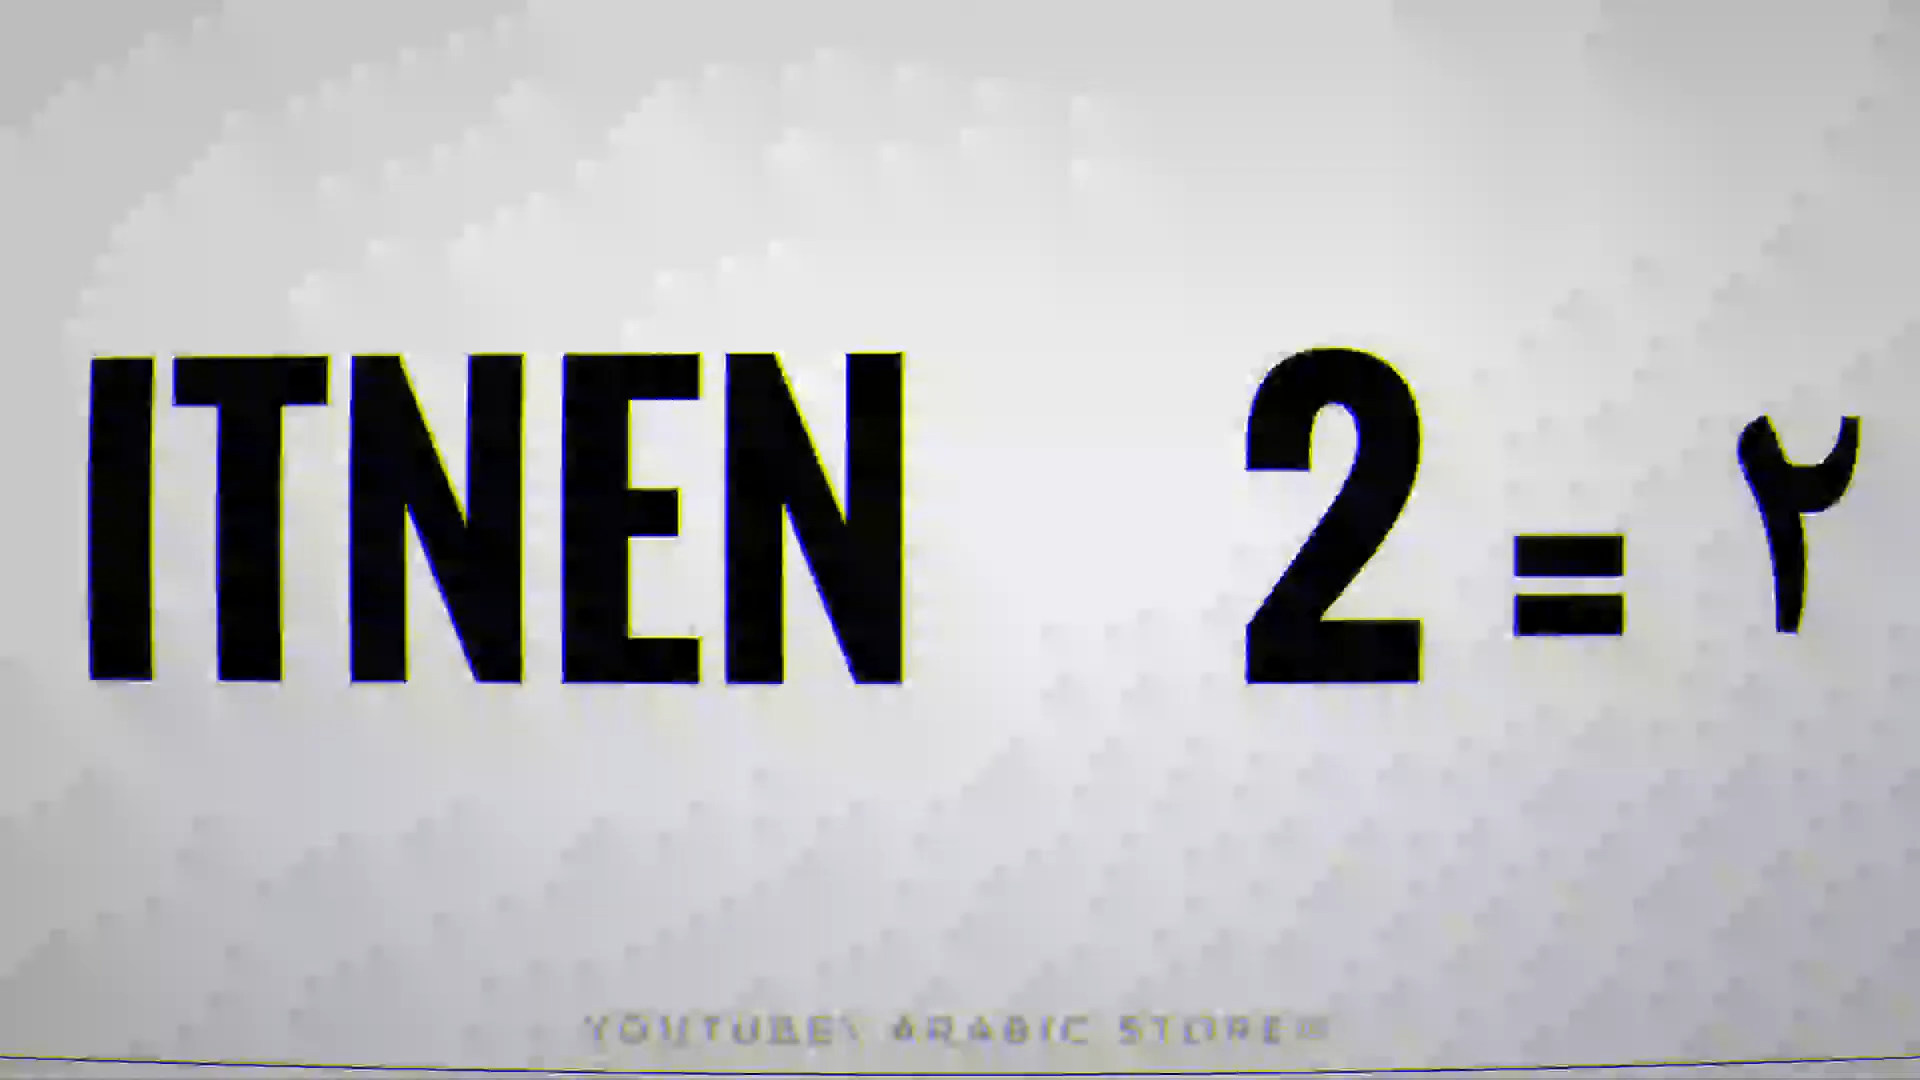 ITNEN 2 = ٢
YOUTUBE\ ARABIC STORE